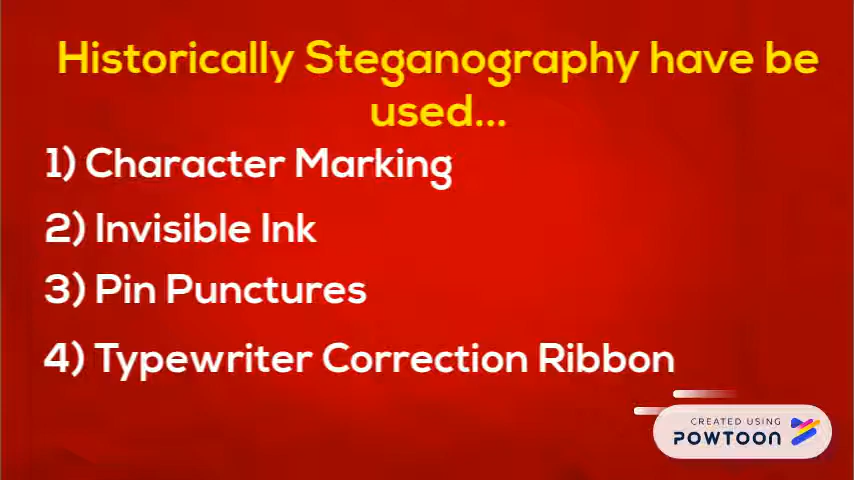 Historically Steganography have be
used...
1) Character Marking
2) Invisible Ink
3) Pin Punctures
4) Typewriter Correction Ribbon
CREATED USING
POWTOON